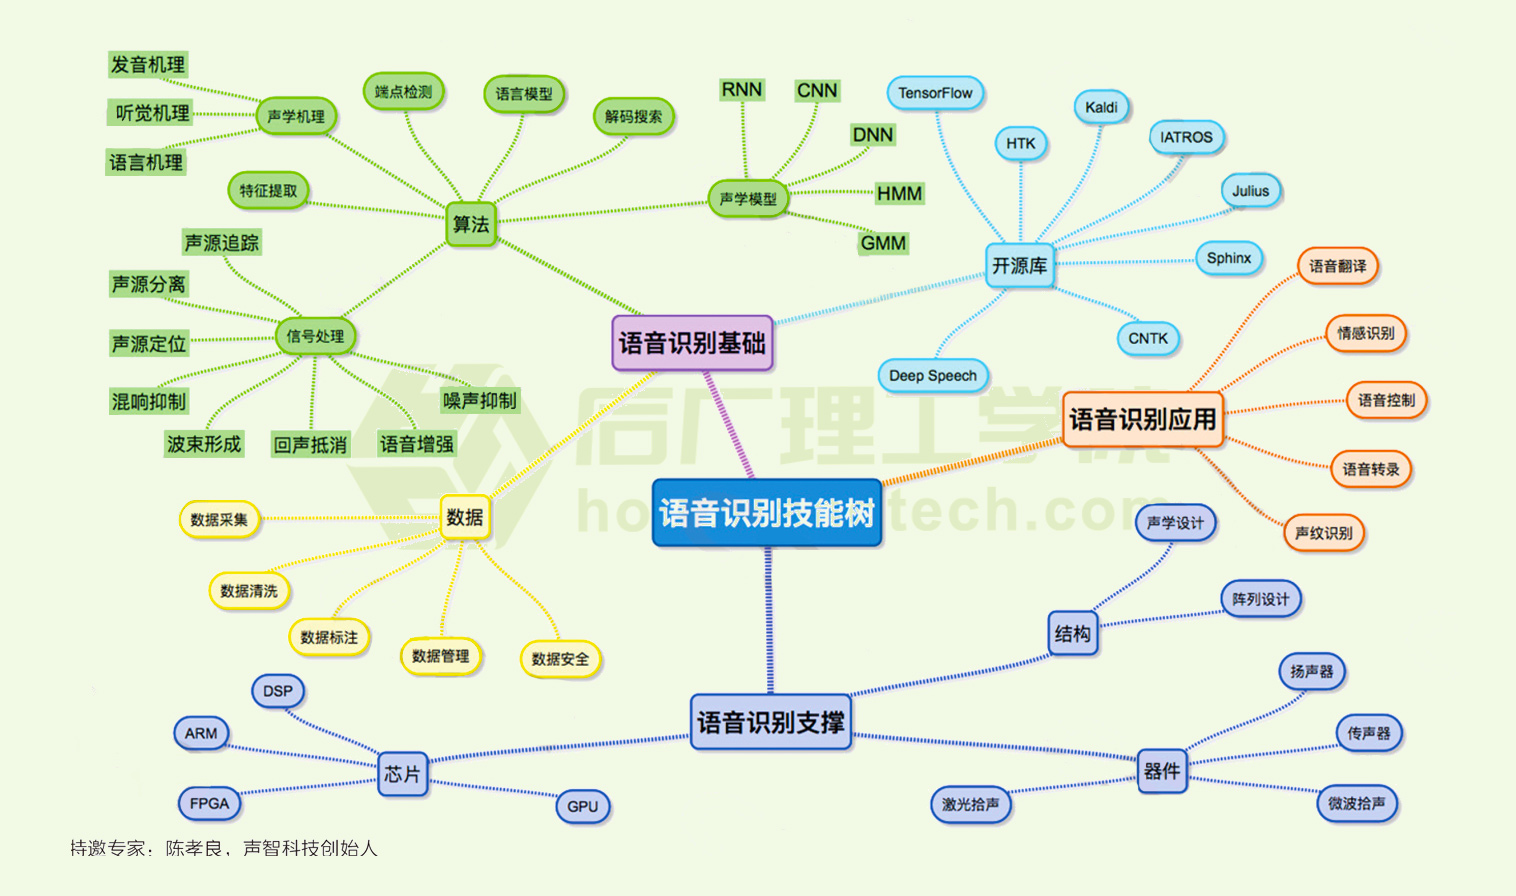 发音机理
听觉机理
语言机理
声学机理
端点检测
语言模型
解码搜索
特征提取
算法
RNN
CNN
DNN
HMM
GMM
声学模型
TensorFlow
HTK
Kaldi
IATROS
Julius
Sphinx
CNTK
Deep Speech
开源库
声源追踪
声源分离
声源定位
混响抑制
波束形成
回声抵消
语音增强
噪声抑制
信号处理
语音识别基础
语音翻译
情感识别
语音控制
语音转录
声纹识别
语音识别应用
数据
数据采集
数据清洗
数据标注
数据管理
数据安全
语音识别技能树
声学设计
阵列设计
结构
语音识别支撑
DSP
ARM
FPGA
GPU
芯片
扬声器
传声器
微波拾声
激光拾声
器件
特邀专家：陈孝良，声智科技创始人